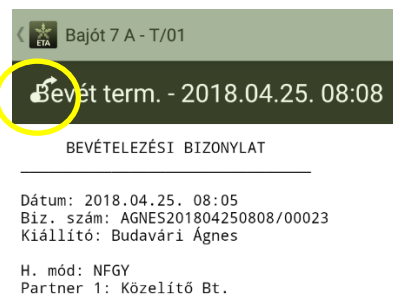 ETA
Bajót 7 A - T/01
Bevét term. - 2018.04.25. 08:08
BEVÉTELEZÉSI BIZONYLAT
Dátum: 2018.04.25. 08:05
Biz. szám: AGNES201804250808/00023
Kiállító: Budavári Ágnes
H. mód: NFGY
Partner 1: Közelítő Bt.